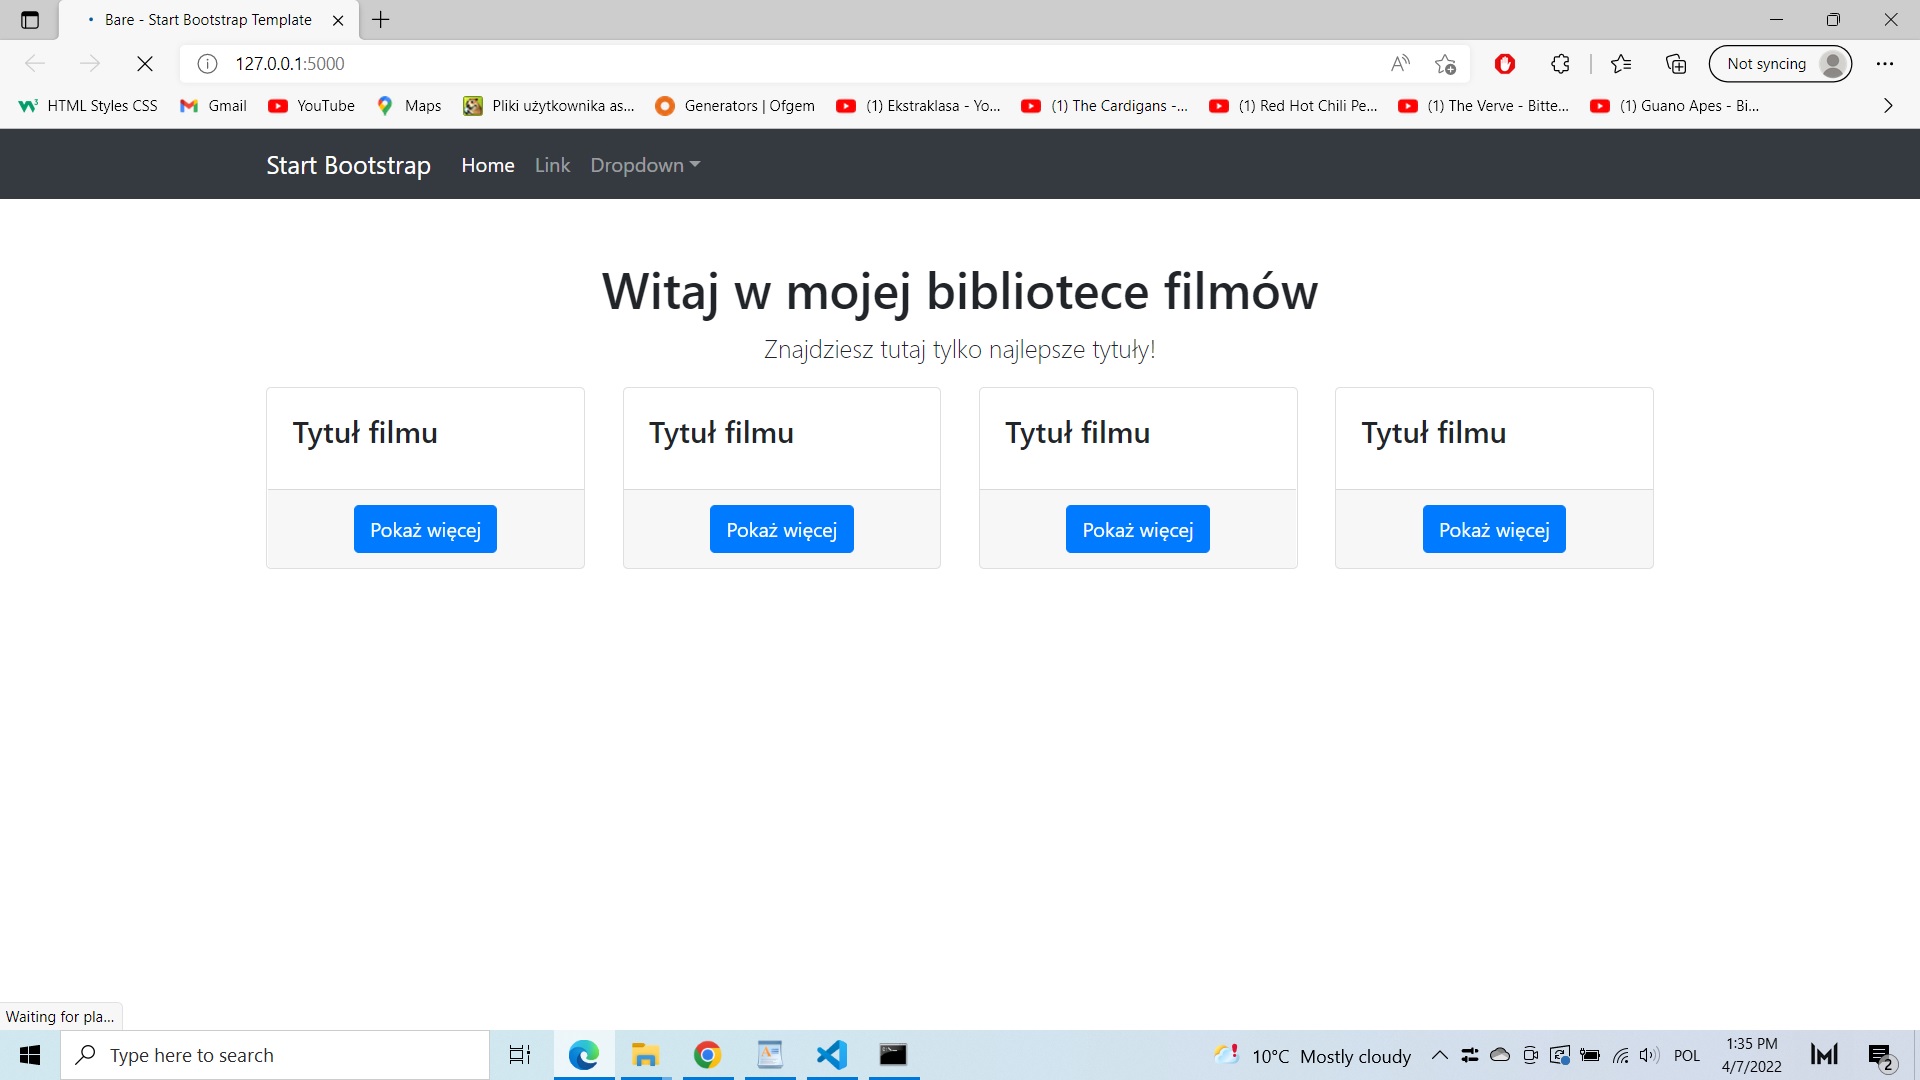 Bare - Start Bootstrap Template
127.0.0.1:5000
Not syncing
HTML Styles CSS
Gmail
YouTube
Maps
Pliki użytkownika as...
Generators | Ofgem
(1) Ekstraklasa - Yo...
(1) The Cardigans -...
(1) Red Hot Chili Pe...
(1) The Verve - Bitte...
(1) Guano Apes - Bi...
Start Bootstrap
Home
Link
Dropdown
Witaj w mojej bibliotece filmów
Znajdziesz tutaj tylko najlepsze tytuły!
Tytuł filmu
Tytuł filmu
Tytuł filmu
Tytuł filmu
Pokaż więcej
Pokaż więcej
Pokaż więcej
Pokaż więcej
Waiting for pla...
Type here to search
10°C Mostly cloudy
POL
1:35 PM
4/7/2022
2